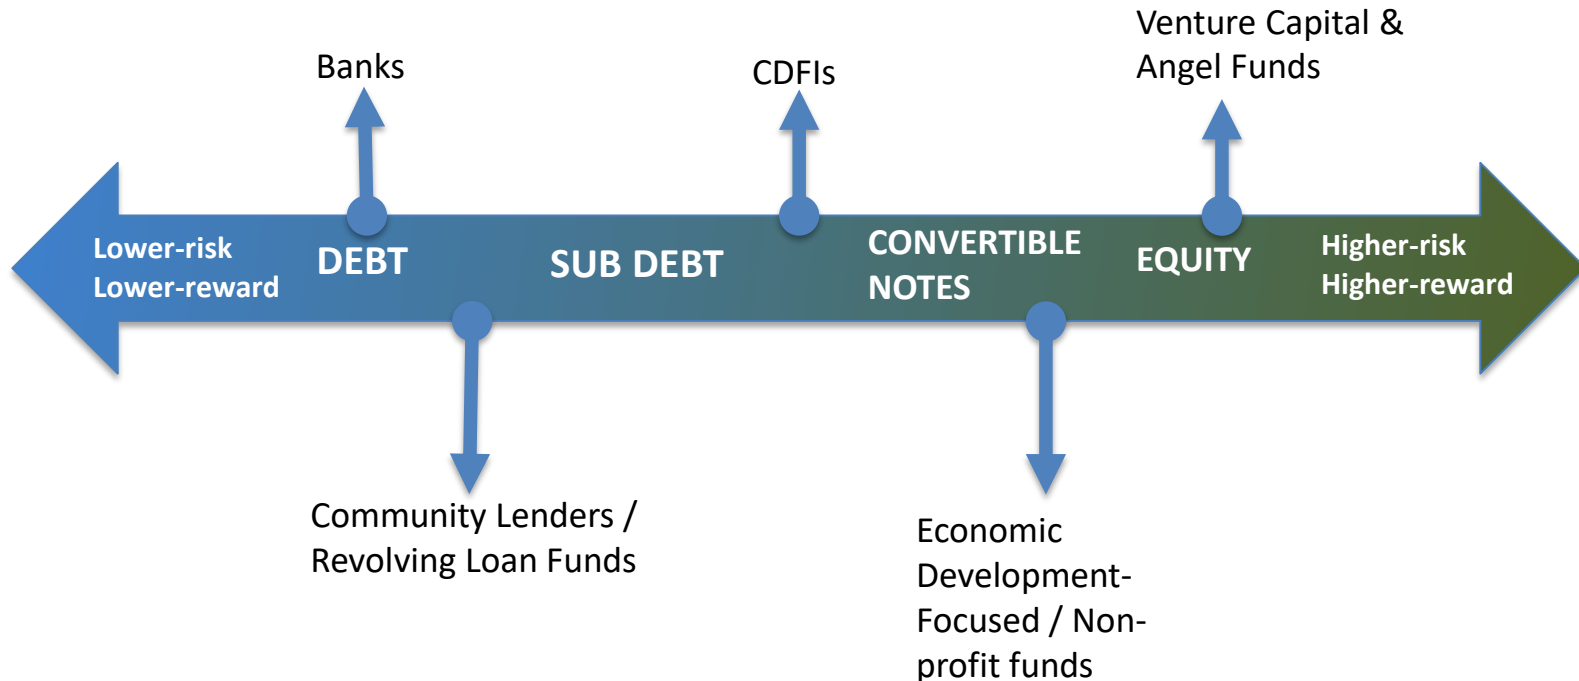 Venture Capital &
Angel Funds
Banks
CDFIs
Lower-risk
Lower-reward
DEBT
SUB DEBT
CONVERTIBLE
NOTES
EQUITY
Higher-risk
Higher-reward
Community Lenders /
Revolving Loan Funds
Economic
Development-
Focused / Non-
profit funds